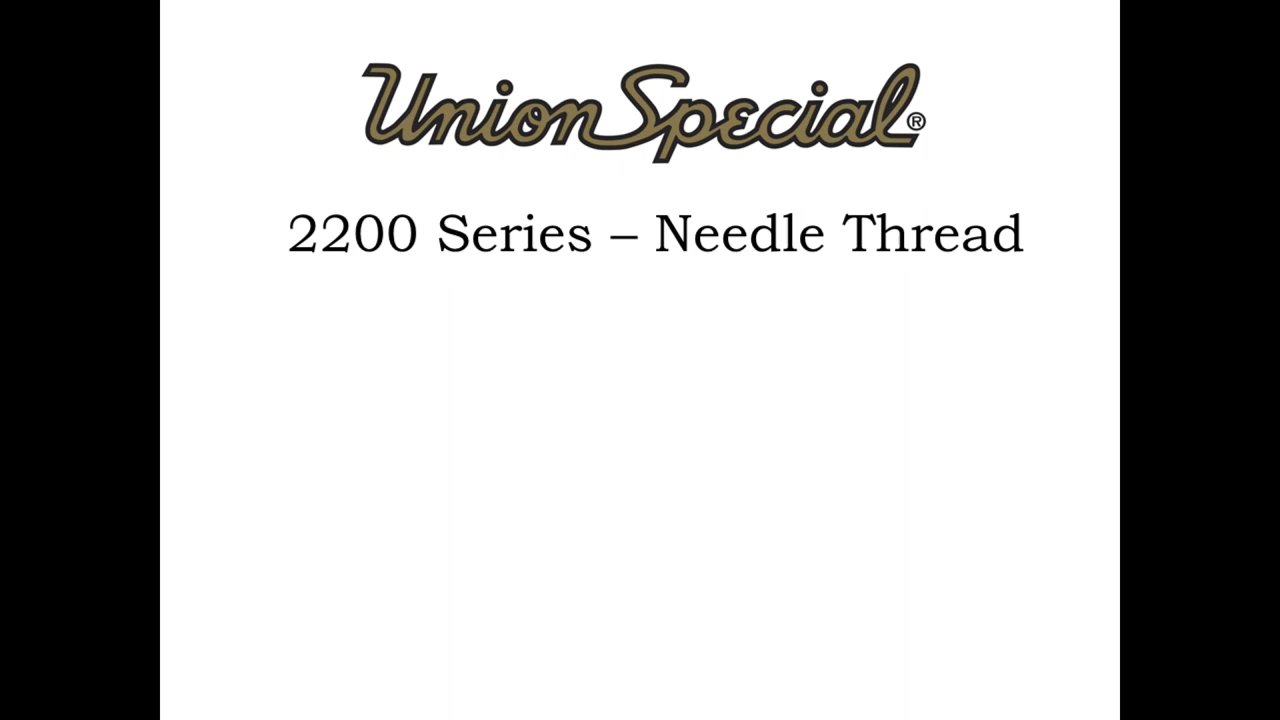 Union Special®
2200 Series – Needle Thread